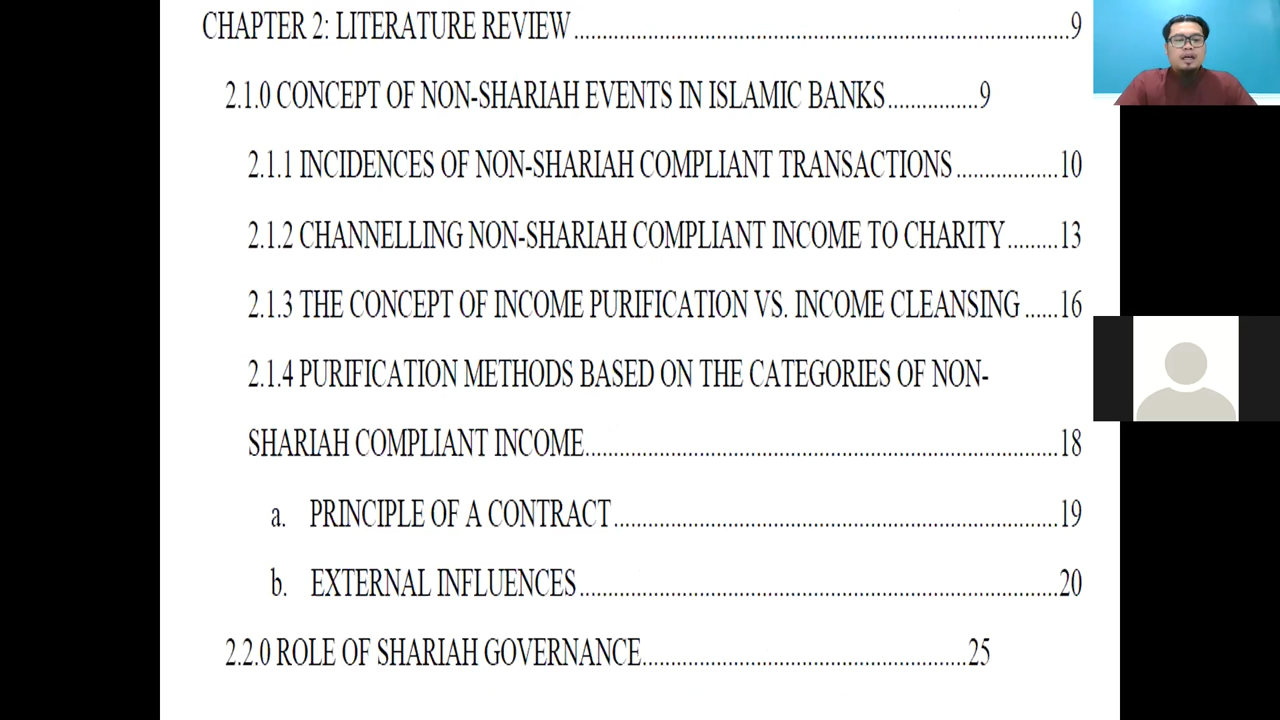 CHAPTER 2: LITERATURE REVIEW..........................................................................9
2.1.0 CONCEPT OF NON-SHARIAH EVENTS IN ISLAMIC BANKS..............9
2.1.1 INCIDENCES OF NON-SHARIAH COMPLIANT TRANSACTIONS..................10
2.1.2 CHANNELLING NON-SHARIAH COMPLIANT INCOME TO CHARITY.........13
2.1.3 THE CONCEPT OF INCOME PURIFICATION VS. INCOME CLEANSING......16
2.1.4 PURIFICATION METHODS BASED ON THE CATEGORIES OF NON-
SHARIAH COMPLIANT INCOME....................................................................................18
a. PRINCIPLE OF A CONTRACT................................................................................19
b. EXTERNAL INFLUENCES.....................................................................................20
2.2.0 ROLE OF SHARIAH GOVERNANCE.........................................................25